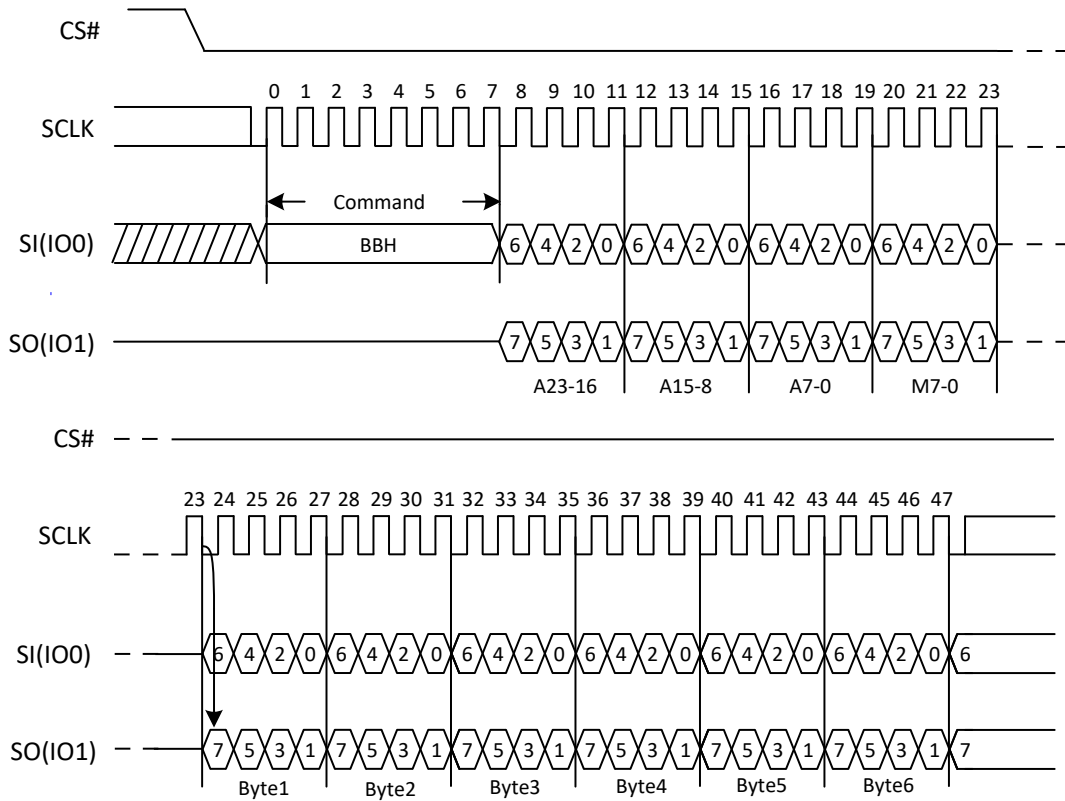 CS#
0 1 2 3 4 5 6 7 8 9 10 11 12 13 14 15 16 17 18 19 20 21 22 23
SCLK
Command
SI(IO0) BBH 6 4 2 0 6 4 2 0 6 4 2 0 6 4 2 0
SO(IO1) 7 5 3 1 7 5 3 1 7 5 3 1 7 5 3 1
A23-16 A15-8 A7-0 M7-0
CS#
23 24 25 26 27 28 29 30 31 32 33 34 35 36 37 38 39 40 41 42 43 44 45 46 47
SCLK
SI(IO0) 6 4 2 0 6 4 2 0 6 4 2 0 6 4 2 0 6 4 2 0 6 4 2 0 6
SO(IO1) 7 5 3 1 7 5 3 1 7 5 3 1 7 5 3 1 7 5 3 1 7 5 3 1 7
Byte1 Byte2 Byte3 Byte4 Byte5 Byte6